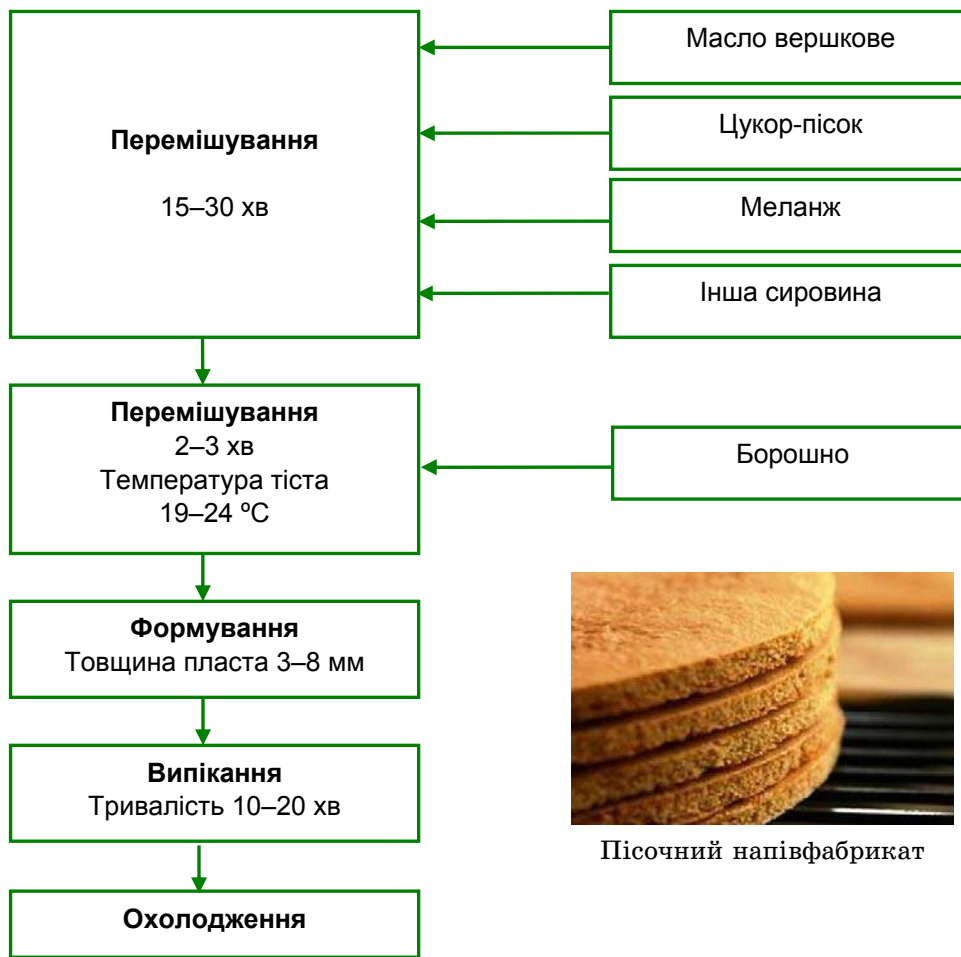 Перемішування
15–30 хв
Масло вершкове
Цукор-пісок
Меланж
Інша сировина
Перемішування
2–3 хв
Температура тіста
19–24 ºС
Борошно
Формування
Товщина пласта 3–8 мм
Випікання
Тривалість 10–20 хв
Охолодження
Пісочний напівфабрикат